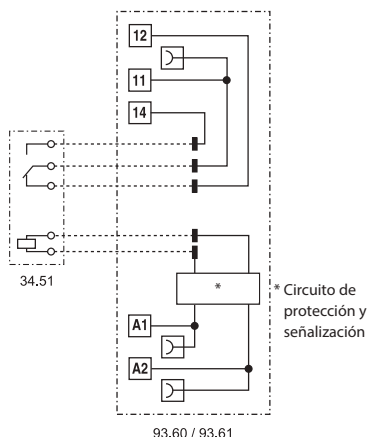 12
11
14
34.51
*
* Circuito de
protección y
señalización
A1
A2
93.60 / 93.61